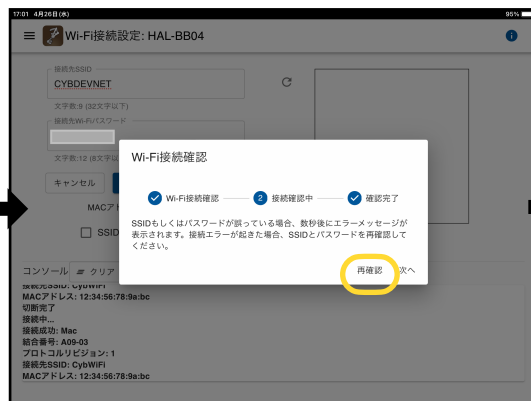 17:01 4月26日(水)
95%
Wi-Fi接続設定: HAL-BB04
接続先SSID
CYBDEVNET
文字数:9 (32文字以下)
接続先Wi-Fiパスワード
文字数:12 (8文字以
キャンセル
MACアド
SSID
Wi-Fi接続確認
Wi-Fi接続確認
2 接続確認中
確認完了
SSIDもしくはパスワードが誤っている場合、数秒後にエラーメッセージが
表示されます。接続エラーが起きた場合、SSIDとパスワードを再確認して
ください。
再確認 次へ
コンソール クリア
接続先SSID: CybWiFi
MACアドレス: 12:34:56:78:9a:bc
切断完了
接続中...
接続成功: Mac
結合番号: A09-03
プロトコルリビジョン: 1
接続先SSID: CybWiFi
MACアドレス: 12:34:56:78:9a:bc